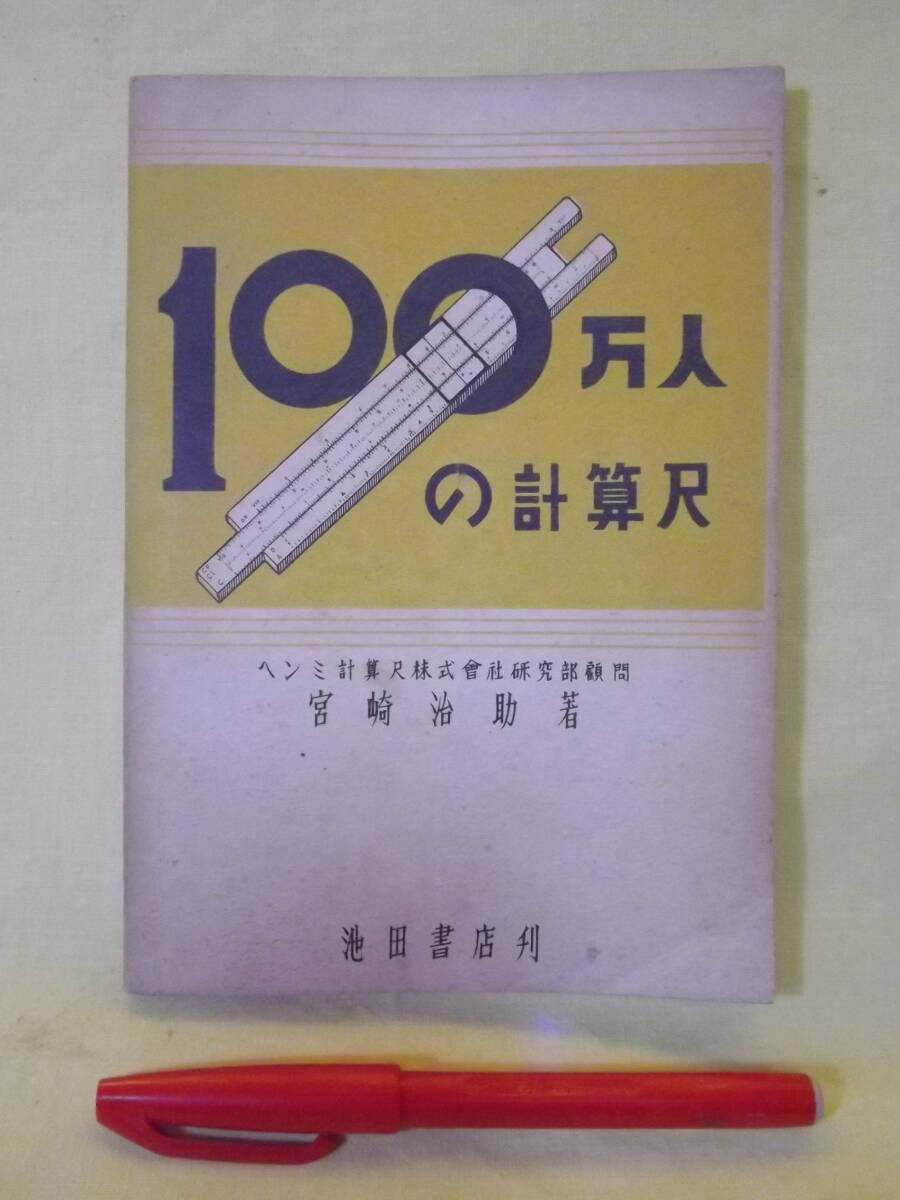 100万人
の計算尺
ヘンミ計算尺株式會社研究部顧問
宮崎治助著
池田書店刋